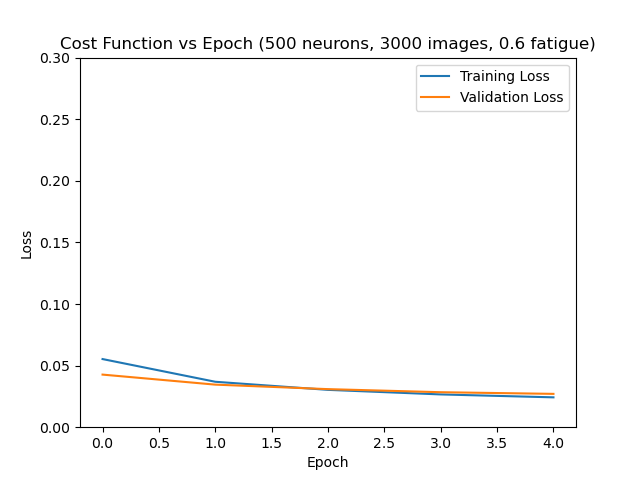 Cost Function vs Epoch (500 neurons, 3000 images, 0.6 fatigue)
Training Loss
Validation Loss
Loss
0.30
0.25
0.20
0.15
0.10
0.05
0.00
0.0 0.5 1.0 1.5 2.0 2.5 3.0 3.5 4.0
Epoch